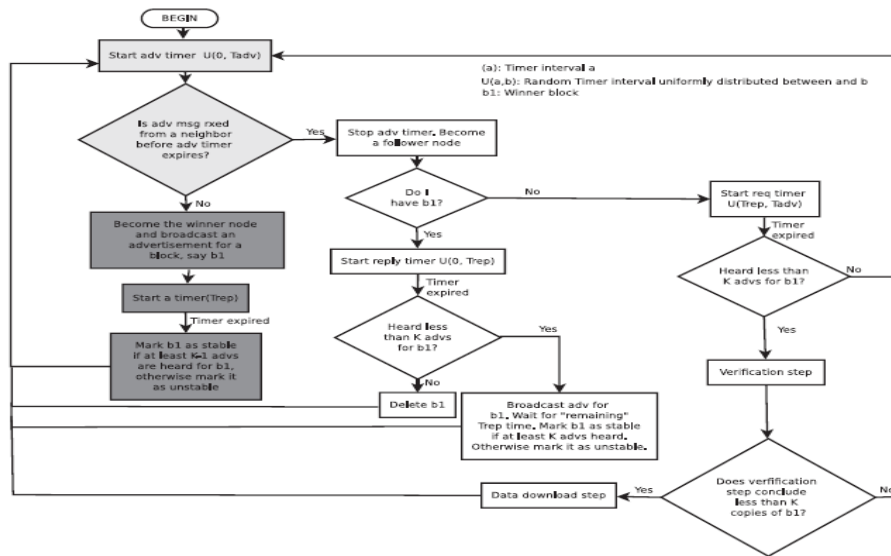 BEGIN
Start adv timer U(0, Tadv)
(a): Timer interval a
U(a,b): Random Timer interval uniformly distributed between and b
b1: Winner block
Is adv msg rxed
from a neighbor
before adv timer
expires?
Yes
Stop adv timer. Become
a follower node
No
Do I
have b1?
No
Start req timer
U(Trep, Tadv)
Become the winner node
and broadcast an
advertisement for a
block, say b1
Yes
Timer
expired
Start reply timer U(0, Trep)
Heard less than
K advs for b1?
No
Start a timer(Trep)
Timer
expired
Timer expired
Heard less
than K advs
for b1?
Yes
Yes
Mark b1 as stable
if at least K-1 advs
are heard for b1,
otherwise mark it
as unstable
Verification step
No
Delete b1
Broadcast adv for
b1. Wait for "remaining"
Trep time. Mark b1 as stable
if at least K advs heard.
Otherwise mark it as unstable.
Does verfification
step conclude
less than K
copies of b1?
No
Yes
Data download step